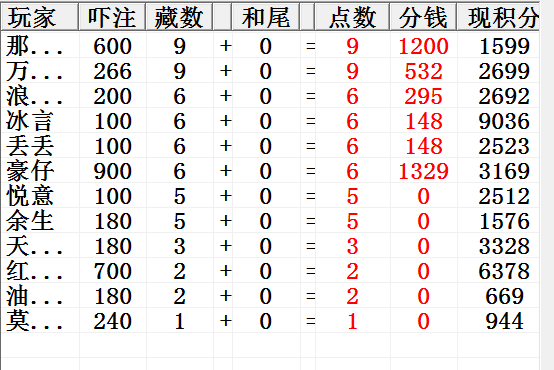 玩家 吓注 藏数 和尾 点数 分钱 现积分
那... 600 9 + 0 = 9 1200 1599
万... 266 9 + 0 = 9 532 2699
浪... 200 6 + 0 = 6 295 2692
冰言 100 6 + 0 = 6 148 9036
丢丢 100 6 + 0 = 6 148 2523
豪仔 900 6 + 0 = 6 1329 3169
悦意 100 5 + 0 = 5 0 2512
余生 180 5 + 0 = 5 0 1576
天... 180 3 + 0 = 3 0 3328
红... 700 2 + 0 = 2 0 6378
油... 180 2 + 0 = 2 0 669
莫... 240 1 + 0 = 1 0 944